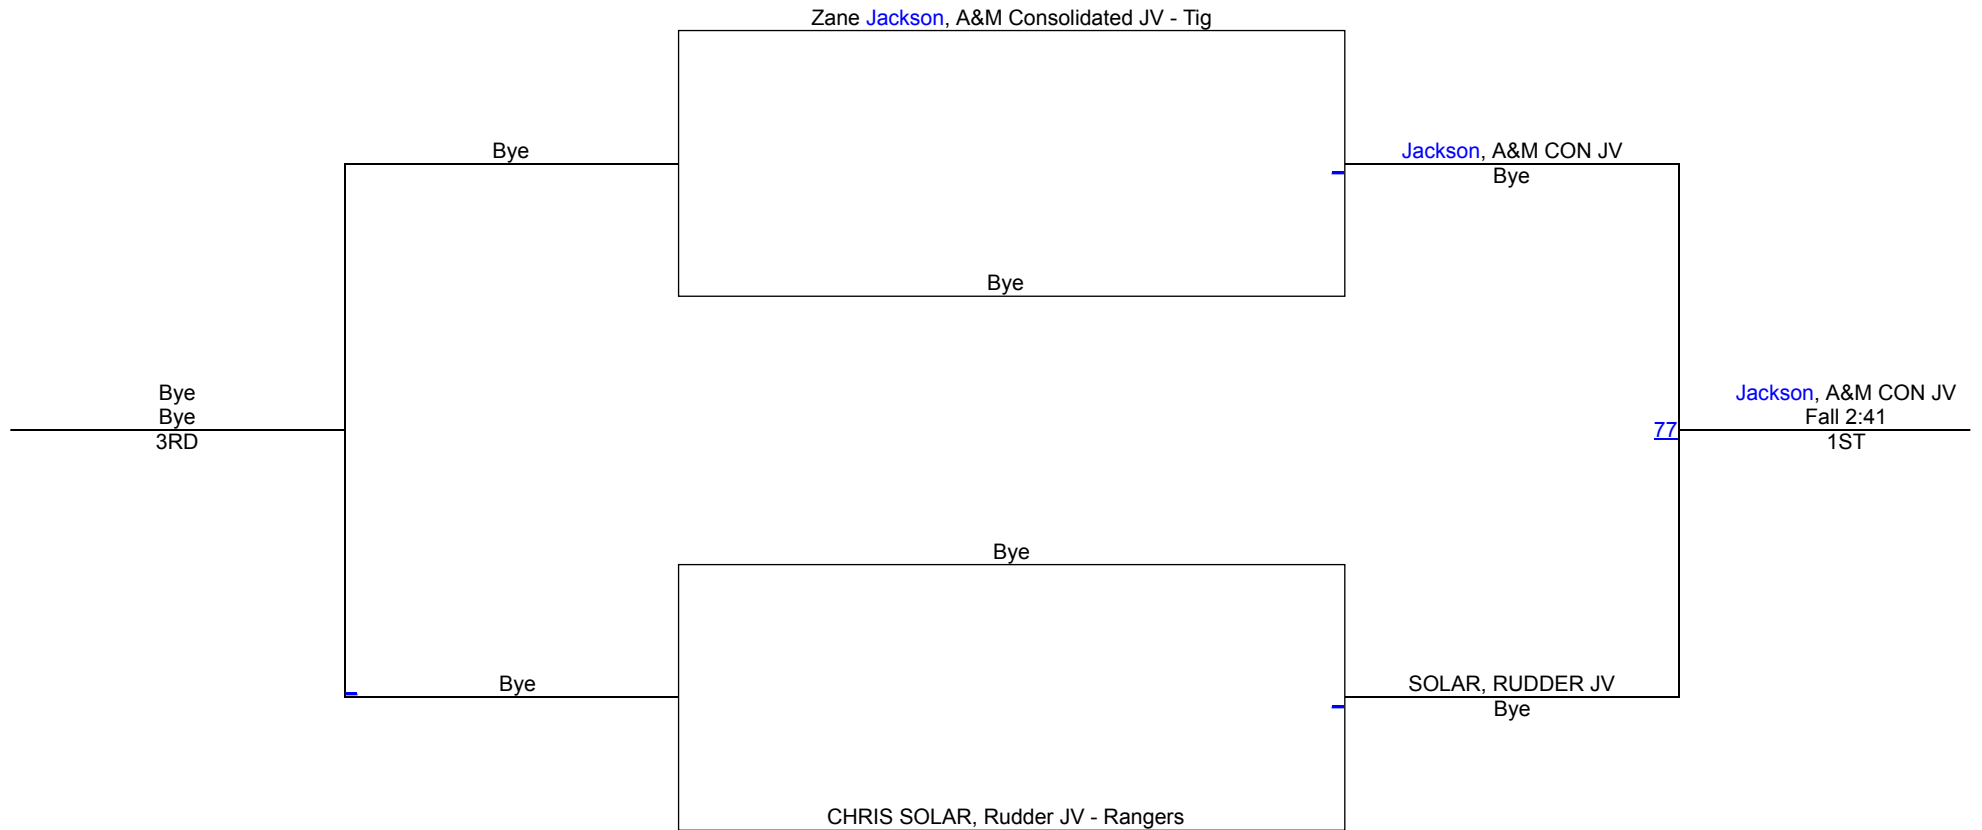 Zane Jackson, A&M Consolidated JV - Tig
Bye
Jackson, A&M CON JV
Bye
Bye
Bye
Bye
3RD
77
Jackson, A&M CON JV
Fall 2:41
1ST
Bye
Bye
SOLAR, RUDDER JV
Bye
CHRIS SOLAR, Rudder JV - Rangers